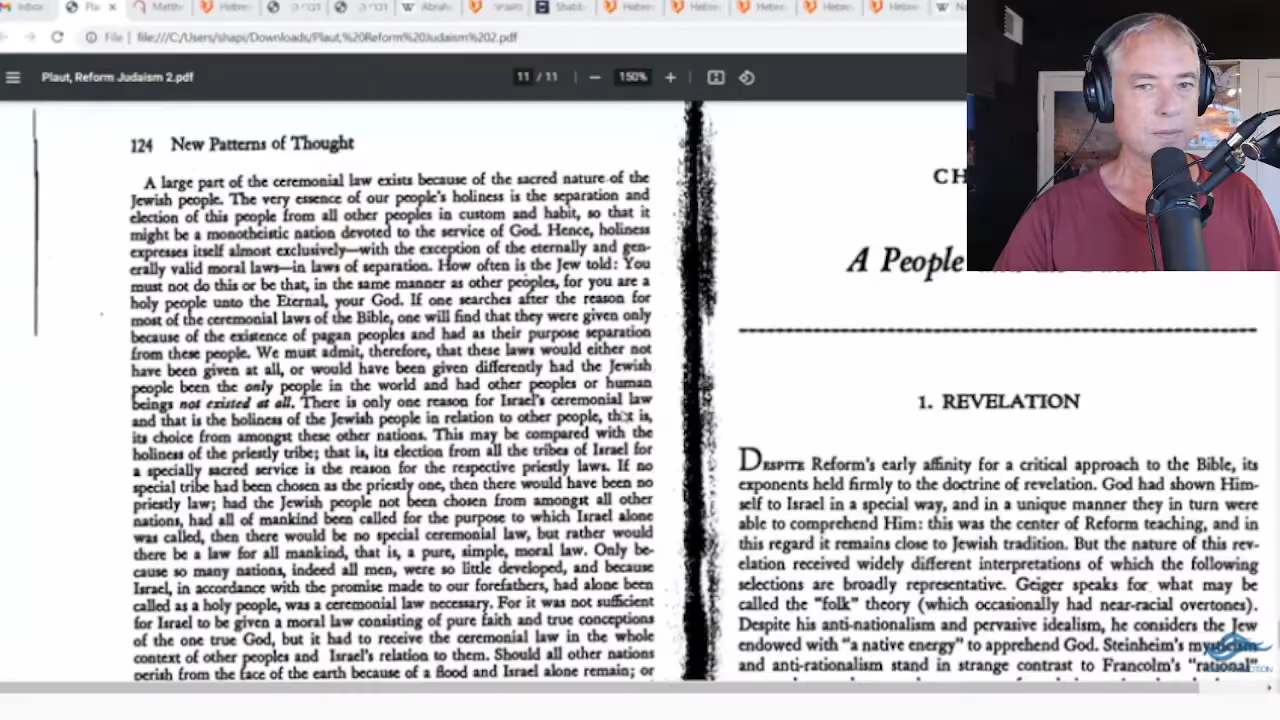 Inbox
Pla
Matth
Hebre
Abrah
Shabb
Hebre
Hebre
Hebre
Hebre
Hebre
File | file:///C:/Users/shapi/Downloads/Plaut,%20Reform%20Judaism%202.pdf
Plaut, Reform Judaism 2.pdf
11 / 11
150%
124 New Patterns of Thought
A large part of the ceremonial law exists because of the sacred nature of the
Jewish people. The very essence of our people's holiness is the separation and
election of this people from all other peoples in custom and habit, so that it
might be a monotheistic nation devoted to the service of God. Hence, holiness
expresses itself almost exclusively—with the exception of the eternally and gen-
erally valid moral laws—in laws of separation. How often is the Jew told: You
must not do this or be that, in the same manner as other peoples, for you are a
holy people unto the Eternal, your God. If one searches after the reason for
most of the ceremonial laws of the Bible, one will find that they were given only
because of the existence of pagan peoples and had as their purpose separation
from these people. We must admit, therefore, that these laws would either not
have been given at all, or would have been given differently had the Jewish
people been the only people in the world and had other peoples or human
beings not existed at all. There is only one reason for Israel's ceremonial law
and that is the holiness of the Jewish people in relation to other people, that is,
its choice from amongst these other nations. This may be compared with the
holiness of the priestly tribe; that is, its election from all the tribes of Israel for
a specially sacred service is the reason for the respective priestly laws. If no
special tribe had been chosen as the priestly one, then there would have been no
priestly law; had the Jewish people not been chosen from amongst all other
nations, had all of mankind been called for the purpose to which Israel alone
was called, then there would be no special ceremonial law, but rather would
there be a law for all mankind, that is, a pure, simple, moral law. Only be-
cause so many nations, indeed all men, were so little developed, and because
Israel, in accordance with the promise made to our forefathers, had alone been
called as a holy people, was a ceremonial law necessary. For it was not sufficient
for Israel to be given a moral law consisting of pure faith and true conceptions
of the one true God, but it had to receive the ceremonial law in the whole
context of other peoples and Israel's relation to them. Should all other nations
perish from the face of the earth because of a flood and Israel alone remain; or
CH
A People
1. REVELATION
DESPITE Reform's early affinity for a critical approach to the Bible, its
exponents held firmly to the doctrine of revelation. God had shown Him-
self to Israel in a special way, and in a unique manner they in turn were
able to comprehend Him: this was the center of Reform teaching, and in
this regard it remains close to Jewish tradition. But the nature of this rev-
elation received widely different interpretations of which the following
selections are broadly representative. Geiger speaks for what may be
called the "folk" theory (which occasionally had near-racial overtones).
Despite his anti-nationalism and pervasive idealism, he considers the Jew
endowed with "a native energy" to apprehend God. Steinheim's mysticism
and anti-rationalism stand in strange contrast to Francolm's "rational"